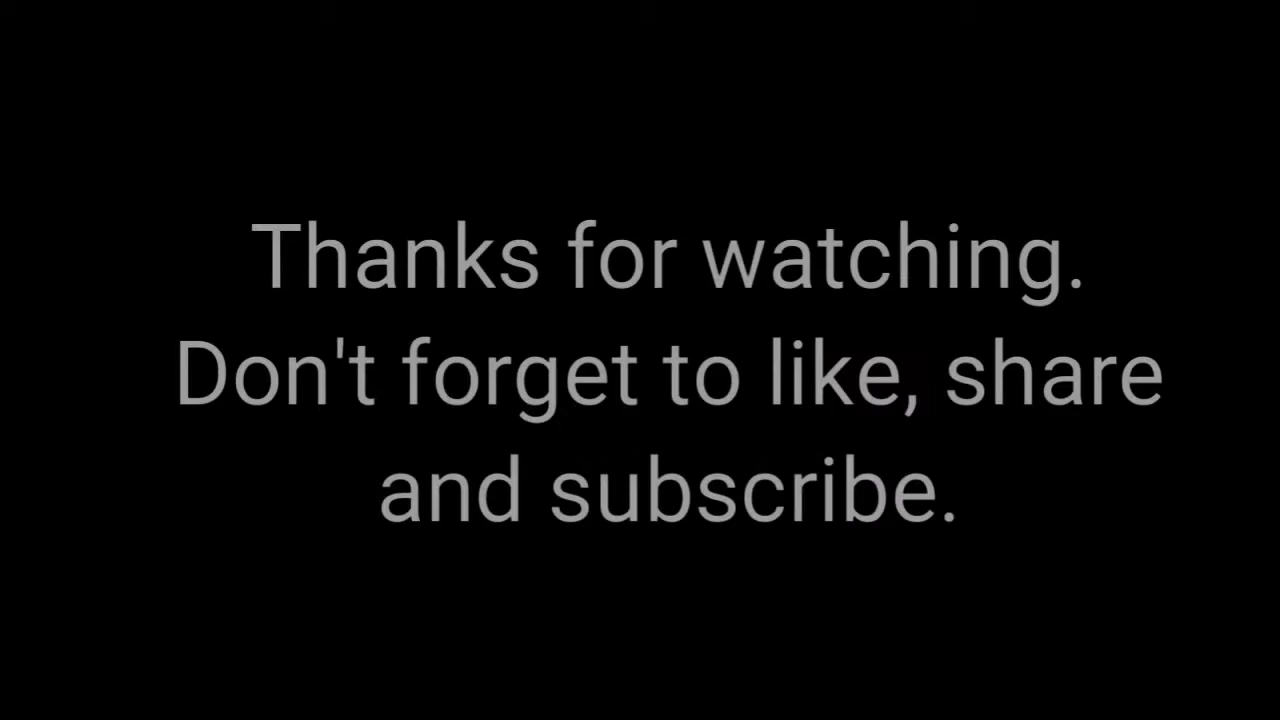 Thanks for watching.
Don't forget to like, share
and subscribe.